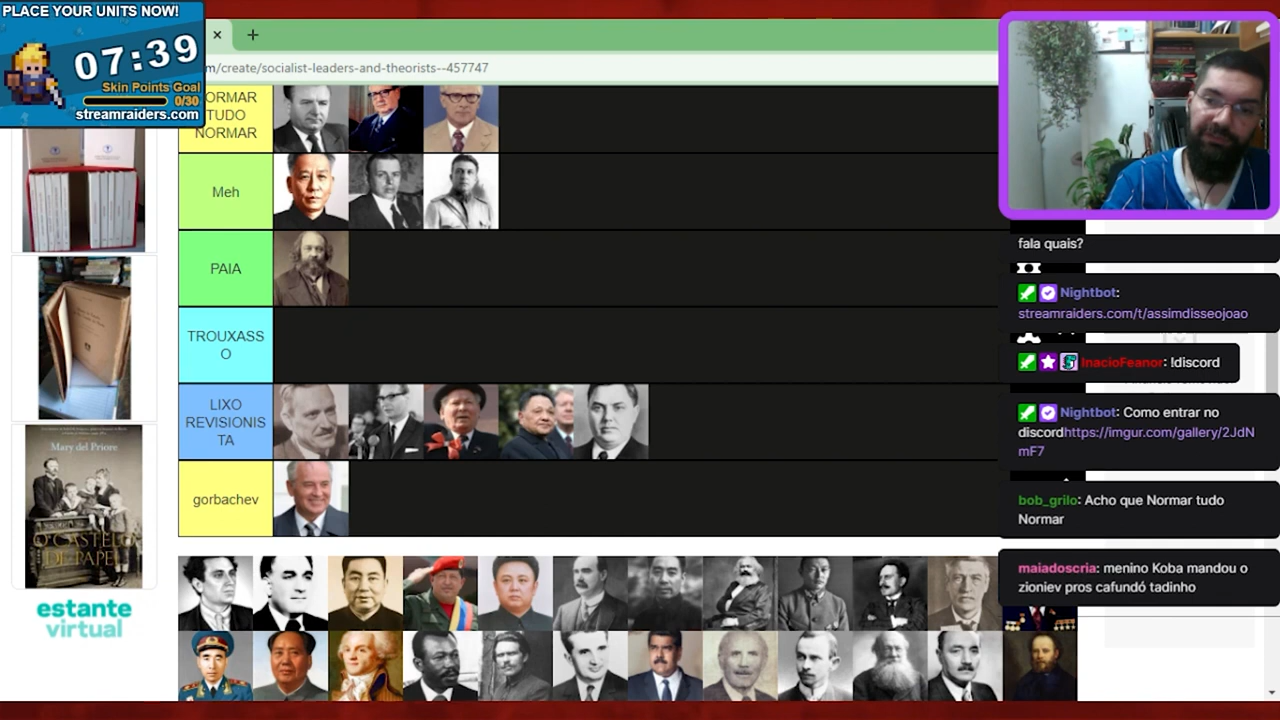 PLACE YOUR UNITS NOW!
07:39
Skin Points Goal
0/30
streamraiders.com
m/create/socialist-leaders-and-theorists--457747
ORMAR
TUDO
NORMAR
Meh
PAIA
TROUXASS
O
LIXO
REVISIONIS
TA
gorbachev
Mary del Priore
O CASTELO
DE PAPEL
estante
virtual
fala quais?
Nightbot:
streamraiders.com/t/assimdisseojoao
InacioFeanor: !discord
Nightbot: Como entrar no
discordhttps://imgur.com/gallery/2JdN
mF7
bob_grilo: Acho que Normar tudo
Normar
maiadoscria: menino Koba mandou o
zioniev pros cafundó tadinho